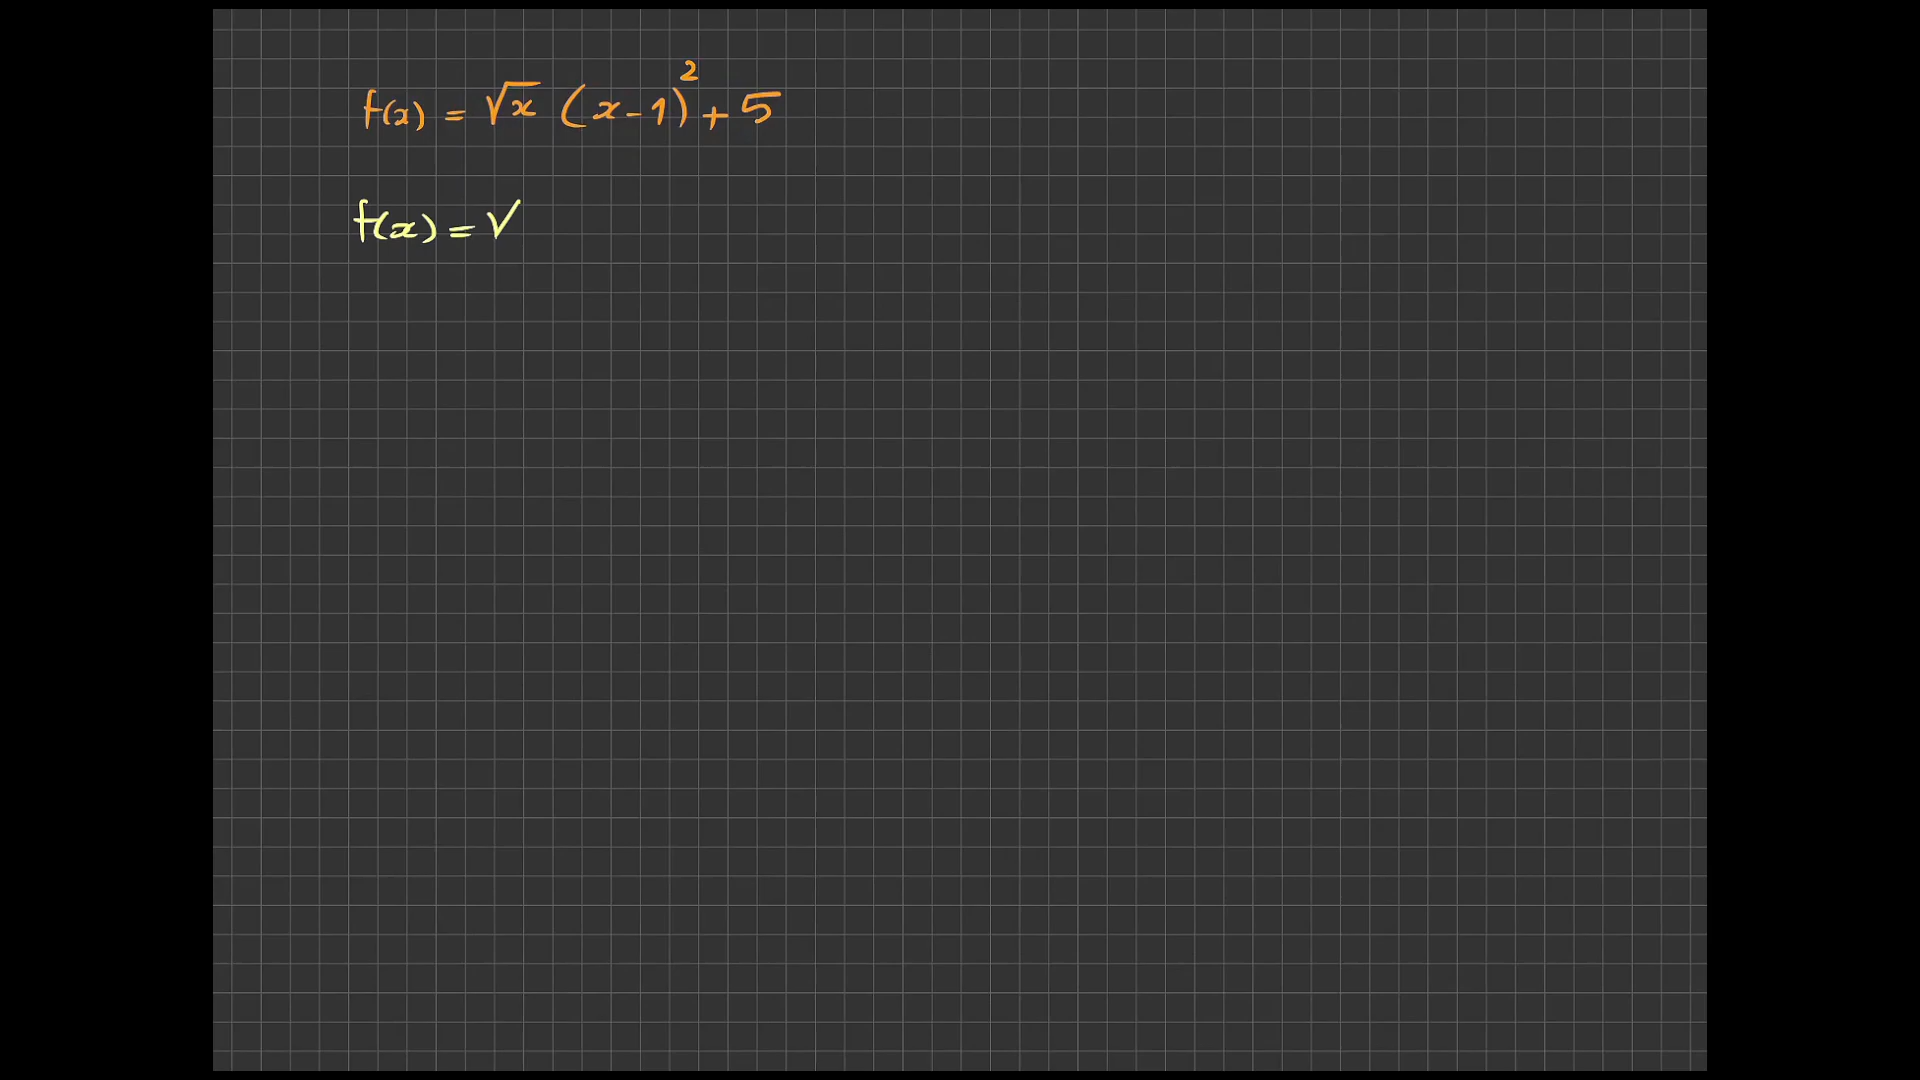 f(x) = √x (x-1)² + 5
f(x) = √